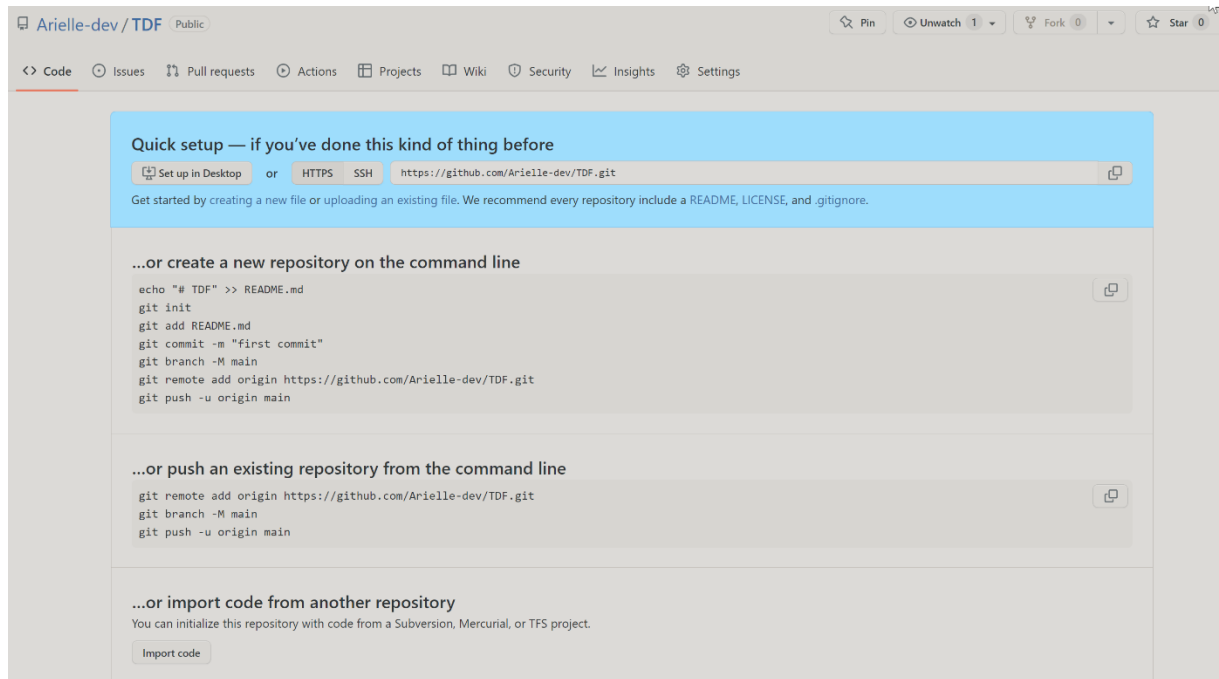 Arielle-dev / TDF Public
Pin Unwatch 1 Fork 0 Star 0
Code Issues Pull requests Actions Projects Wiki Security Insights Settings
Quick setup — if you’ve done this kind of thing before
Set up in Desktop or HTTPS SSH https://github.com/Arielle-dev/TDF.git
Get started by creating a new file or uploading an existing file. We recommend every repository include a README, LICENSE, and .gitignore.
…or create a new repository on the command line
echo "# TDF" >> README.md
git init
git add README.md
git commit -m "first commit"
git branch -M main
git remote add origin https://github.com/Arielle-dev/TDF.git
git push -u origin main
…or push an existing repository from the command line
git remote add origin https://github.com/Arielle-dev/TDF.git
git branch -M main
git push -u origin main
…or import code from another repository
You can initialize this repository with code from a Subversion, Mercurial, or TFS project.
Import code